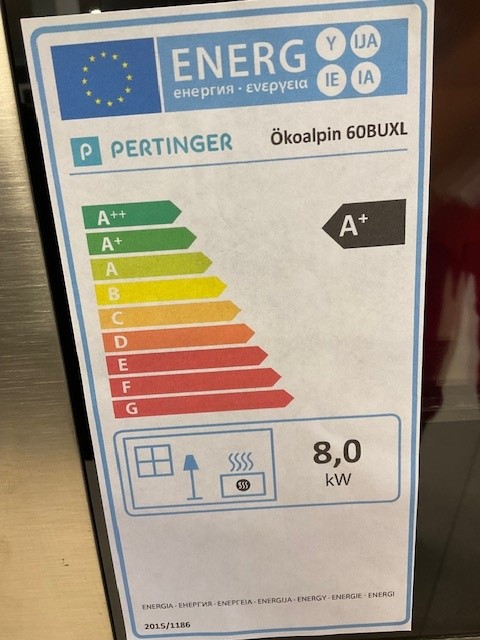 ENERG Y IJA
енергия · ενεργεια IE IA
P PERTINGER Ökoalpin 60BUXL
A++
A+ A+
A
B
C
D
E
F
G
8,0
kW
ENERGIA - ЕНЕРГИЯ - ΕΝΕΡΓΕΙΑ - ENERGIJA - ENERGY - ENERGIE - ENERGI
2015/1186